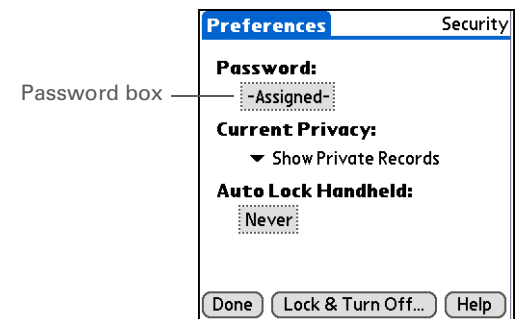 Preferences Security
Password:
Password box -Assigned-
Current Privacy:
Show Private Records
Auto Lock Handheld:
Never
Done Lock & Turn Off... Help